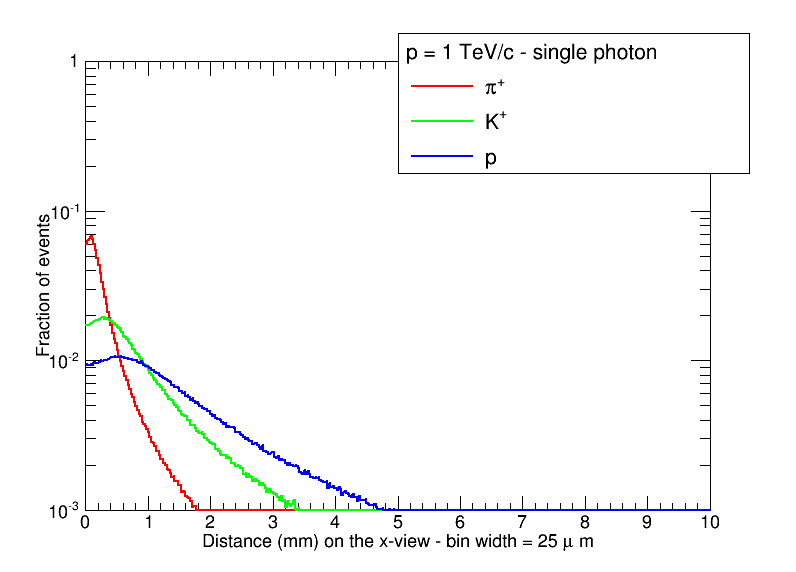 p = 1 TeV/c - single photon
π+
K+
p
Fraction of events
1
10-1
10-2
10-3
0 1 2 3 4 5 6 7 8 9 10
Distance (mm) on the x-view - bin width = 25 μ m